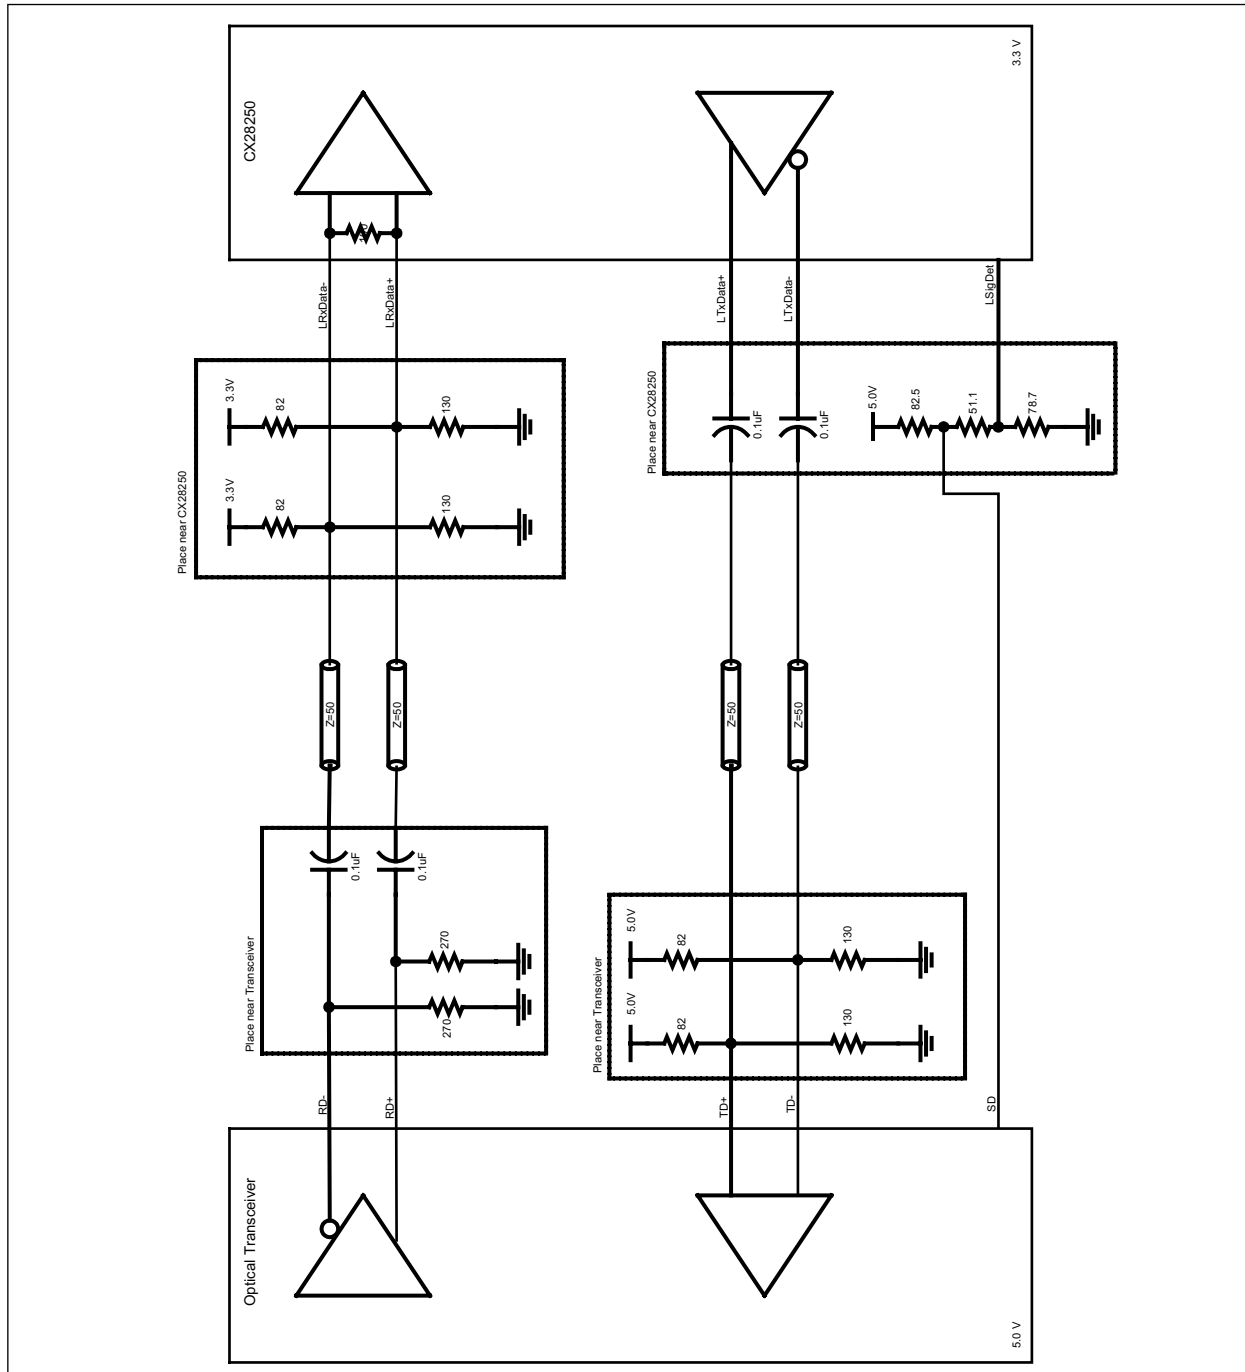 CX28250
3.3 V
LRxData-
LRxData+
LTxData+
LTxData-
LSigDet
Place near CX28250
3.3V
82
130
3.3V
82
130
Place near CX28250
0.1uF
0.1uF
5.0V
82.5
51.1
78.7
Z=50
Z=50
Z=50
Z=50
Place near Transceiver
0.1uF
0.1uF
270
270
Place near Transceiver
5.0V
82
130
5.0V
82
130
RD-
RD+
TD+
TD-
SD
Optical Transceiver
5.0 V